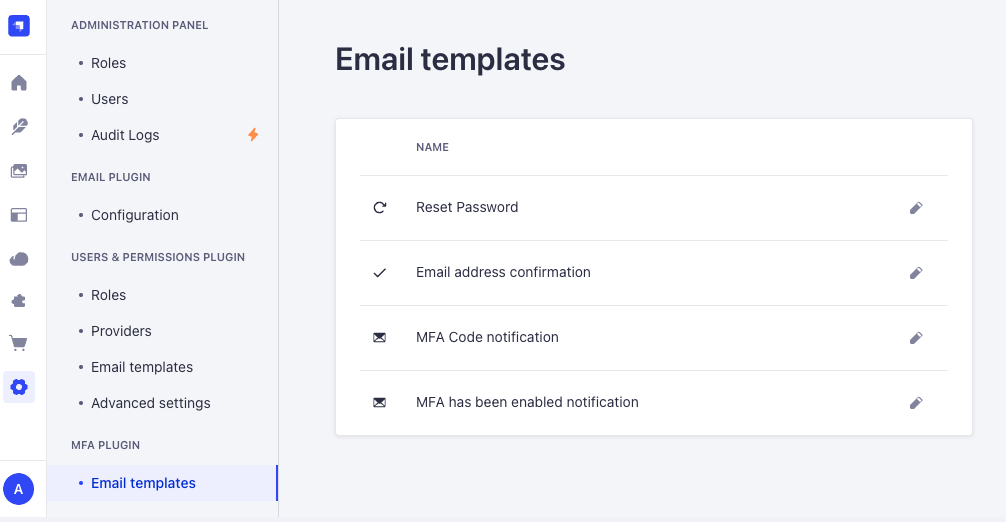 ADMINISTRATION PANEL
Roles
Users
Audit Logs
EMAIL PLUGIN
Configuration
USERS & PERMISSIONS PLUGIN
Roles
Providers
Email templates
Advanced settings
MFA PLUGIN
Email templates
A
Email templates
NAME
Reset Password
Email address confirmation
MFA Code notification
MFA has been enabled notification